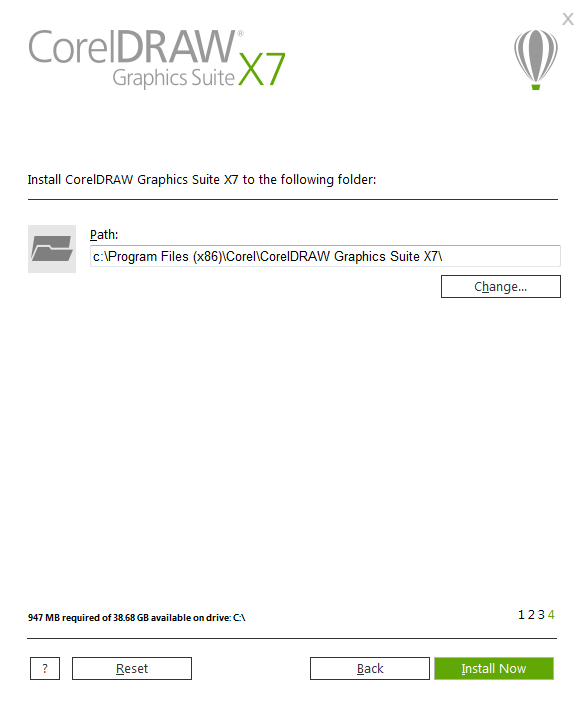 X
CorelDRAW®
Graphics Suite X7
Install CorelDRAW Graphics Suite X7 to the following folder:
Path:
c:\Program Files (x86)\Corel\CorelDRAW Graphics Suite X7\
Change...
947 MB required of 38.68 GB available on drive: C:\
1 2 3 4
? Reset Back Install Now